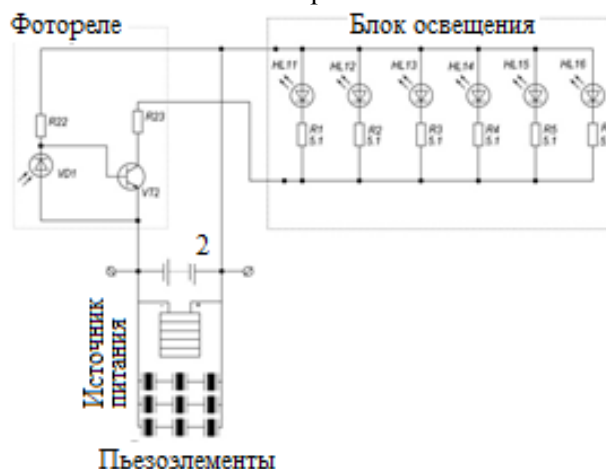 Фотореле
Блок освещения
HL11 HL12 HL13 HL14 HL15 HL16
R22
R23
R1 5.1
R2 5.1
R3 5.1
R4 5.1
R5 5.1
VD1
VT2
2
Источник питания
Пьезоэлементы